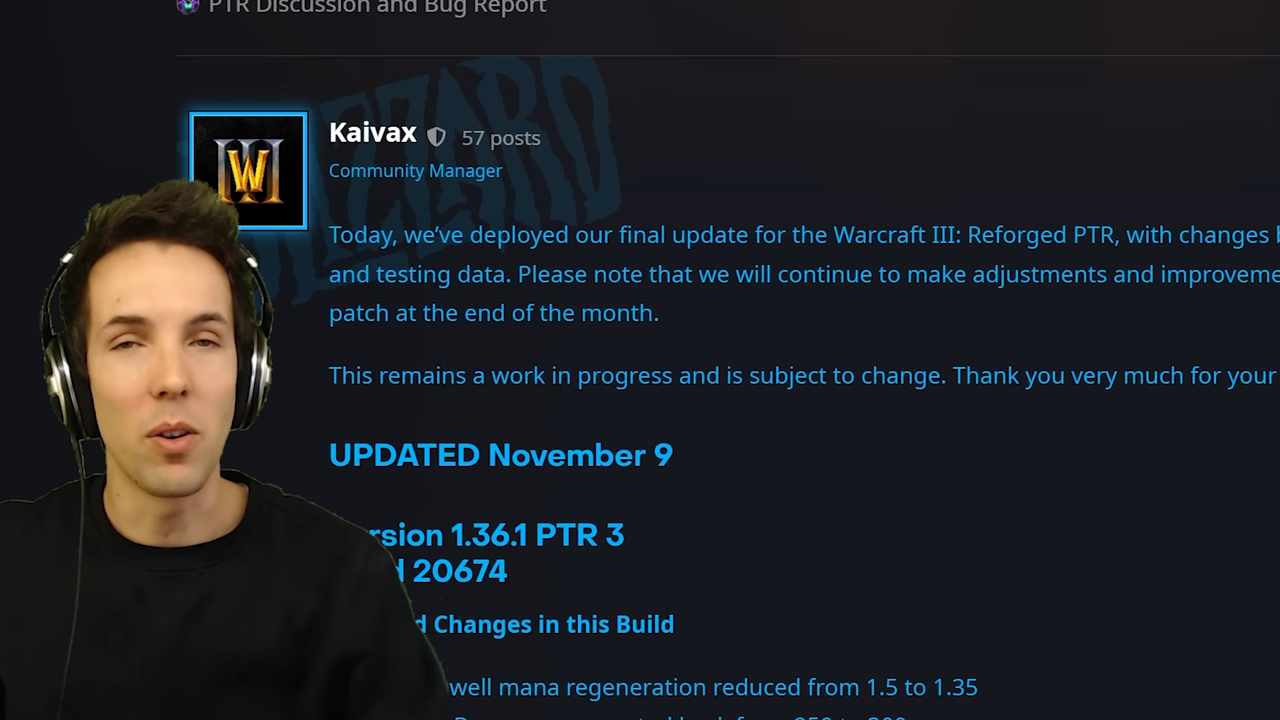 PTR Discussion and Bug Report
BLIZZARD
Kaivax 57 posts
Community Manager
Today, we've deployed our final update for the Warcraft III: Reforged PTR, with changes
and testing data. Please note that we will continue to make adjustments and improveme
patch at the end of the month.
This remains a work in progress and is subject to change. Thank you very much for your
UPDATED November 9
rsion 1.36.1 PTR 3
d 20674
d Changes in this Build
well mana regeneration reduced from 1.5 to 1.35